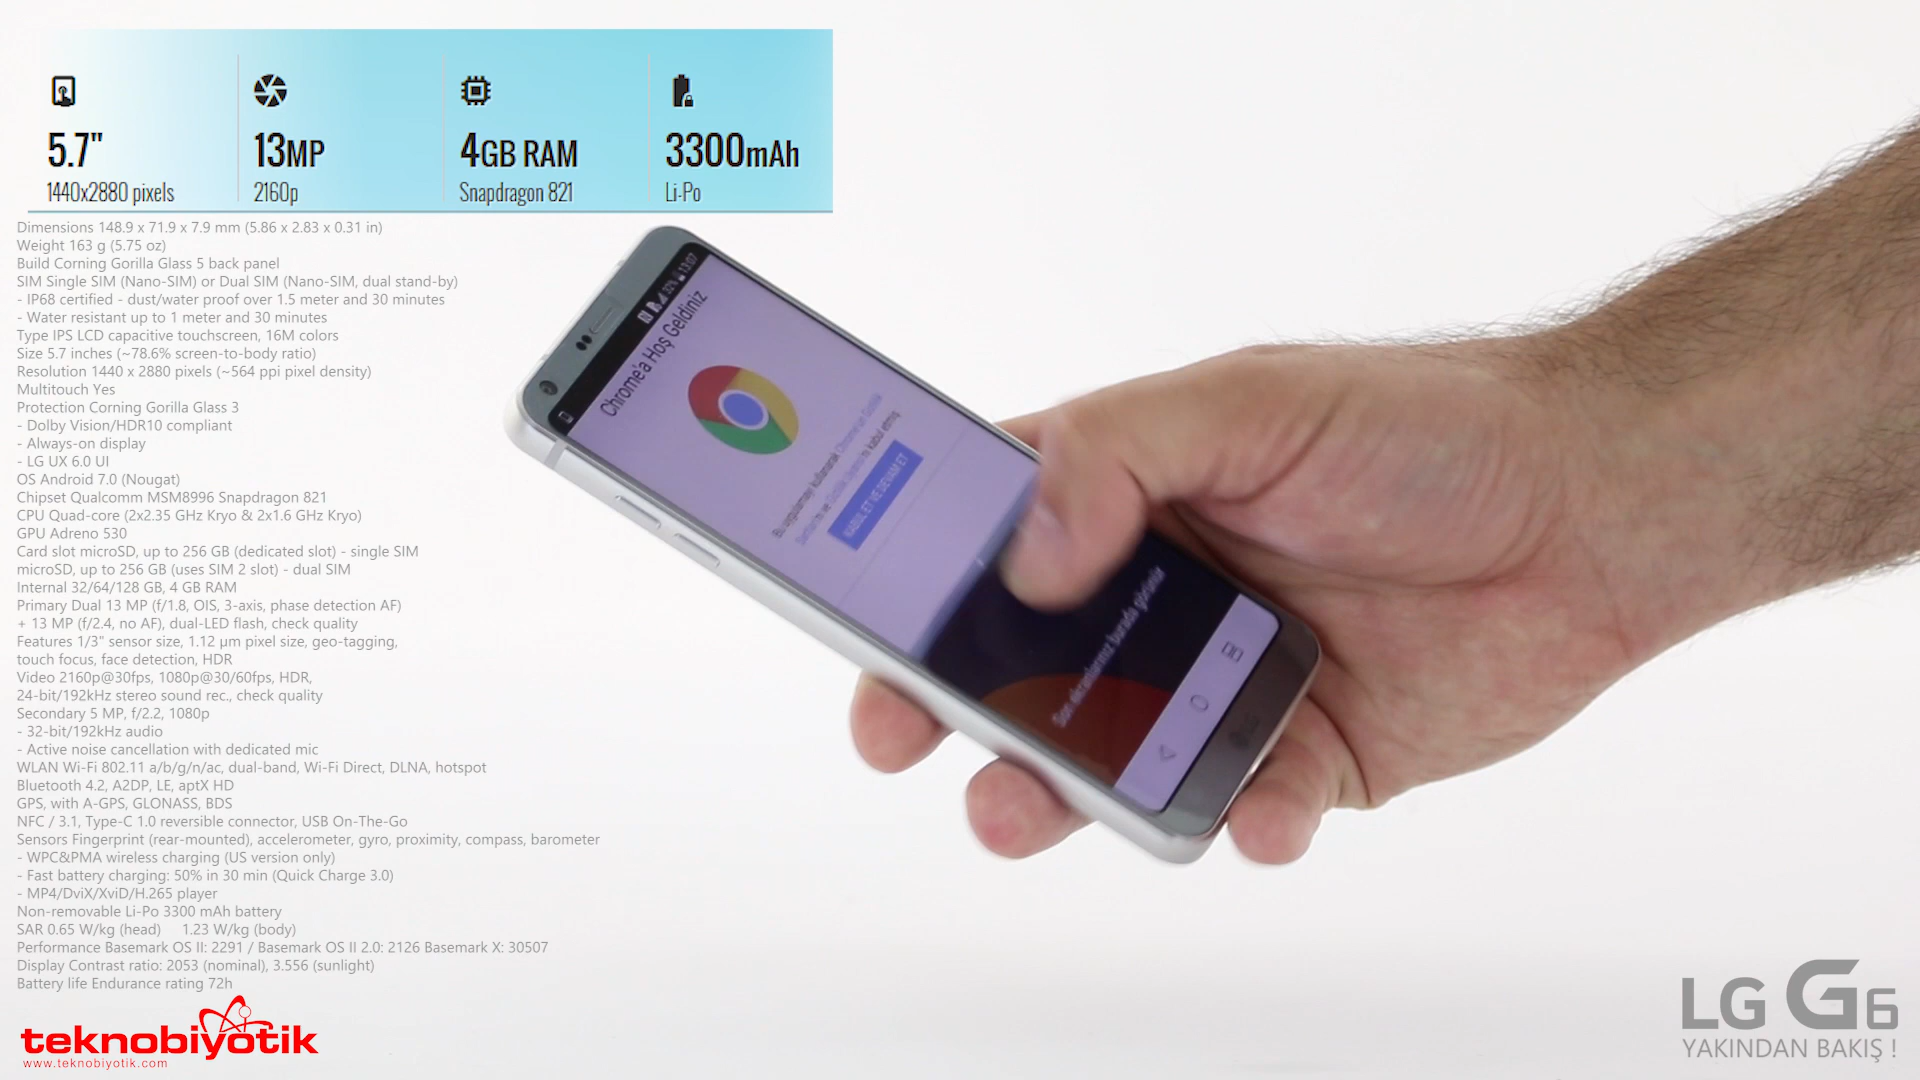 5.7"
1440x2880 pixels
13MP
2160p
4GB RAM
Snapdragon 821
3300mAh
Li-Po
Dimensions 148.9 x 71.9 x 7.9 mm (5.86 x 2.83 x 0.31 in)
Weight 163 g (5.75 oz)
Build Corning Gorilla Glass 5 back panel
SIM Single SIM (Nano-SIM) or Dual SIM (Nano-SIM, dual stand-by)
- IP68 certified - dust/water proof over 1.5 meter and 30 minutes
- Water resistant up to 1 meter and 30 minutes
Type IPS LCD capacitive touchscreen, 16M colors
Size 5.7 inches (~78.6% screen-to-body ratio)
Resolution 1440 x 2880 pixels (~564 ppi pixel density)
Multitouch Yes
Protection Corning Gorilla Glass 3
- Dolby Vision/HDR10 compliant
- Always-on display
- LG UX 6.0 UI
OS Android 7.0 (Nougat)
Chipset Qualcomm MSM8996 Snapdragon 821
CPU Quad-core (2x2.35 GHz Kryo & 2x1.6 GHz Kryo)
GPU Adreno 530
Card slot microSD, up to 256 GB (dedicated slot) - single SIM
microSD, up to 256 GB (uses SIM 2 slot) - dual SIM
Internal 32/64/128 GB, 4 GB RAM
Primary Dual 13 MP (f/1.8, OIS, 3-axis, phase detection AF)
+ 13 MP (f/2.4, no AF), dual-LED flash, check quality
Features 1/3" sensor size, 1.12 µm pixel size, geo-tagging,
touch focus, face detection, HDR
Video 2160p@30fps, 1080p@30/60fps, HDR,
24-bit/192kHz stereo sound rec., check quality
Secondary 5 MP, f/2.2, 1080p
- 32-bit/192kHz audio
- Active noise cancellation with dedicated mic
WLAN Wi-Fi 802.11 a/b/g/n/ac, dual-band, Wi-Fi Direct, DLNA, hotspot
Bluetooth 4.2, A2DP, LE, aptX HD
GPS, with A-GPS, GLONASS, BDS
NFC / 3.1, Type-C 1.0 reversible connector, USB On-The-Go
Sensors Fingerprint (rear-mounted), accelerometer, gyro, proximity, compass, barometer
- WPC&PMA wireless charging (US version only)
- Fast battery charging: 50% in 30 min (Quick Charge 3.0)
- MP4/DviX/XviD/H.265 player
Non-removable Li-Po 3300 mAh battery
SAR 0.65 W/kg (head) 1.23 W/kg (body)
Performance Basemark OS II: 2291 / Basemark OS II 2.0: 2126 Basemark X: 30507
Display Contrast ratio: 2053 (nominal), 3.556 (sunlight)
Battery life Endurance rating 72h
teknobiyotik
www.teknobiyotik.com
32% 13:07
Chrome'a Hoş Geldiniz
Bu uygulamayı kullanarak Chrome'un Gizlilik
KABUL ET VE DEVAM ET
Son ekranlarınız burada görünür
LG G6
YAKINDAN BAKIŞ !